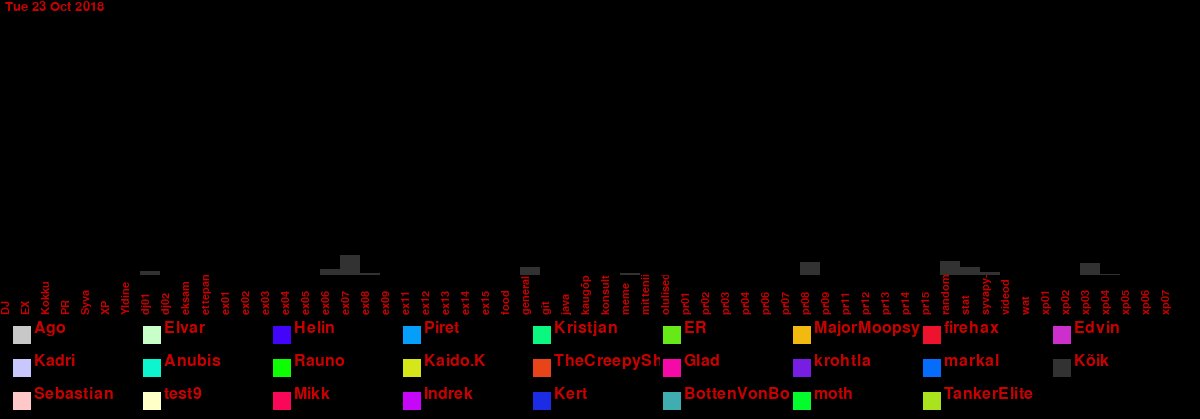 Tue 23 Oct 2018
DJ
EX
Kokku
PR
Syva
XP
Yldine
dj01
dj02
eksam
ettepan
ex01
ex02
ex03
ex04
ex05
ex06
ex07
ex08
ex09
ex11
ex12
ex13
ex14
ex15
food
general
git
java
kaugõp
konsult
meme
mittenii
olulised
pr01
pr02
pr03
pr04
pr06
pr07
pr08
pr09
pr11
pr12
pr13
pr14
pr15
random
stat
syvapy-
videod
wat
xp01
xp02
xp03
xp04
xp05
xp06
xp07
Ago Elvar Helin Piret Kristjan ER MajorMoopsy firehax Edvin
Kadri Anubis Rauno Kaido.K TheCreepySh Glad krohtla markal Kõik
Sebastian test9 Mikk Indrek Kert BottenVonBo moth TankerElite